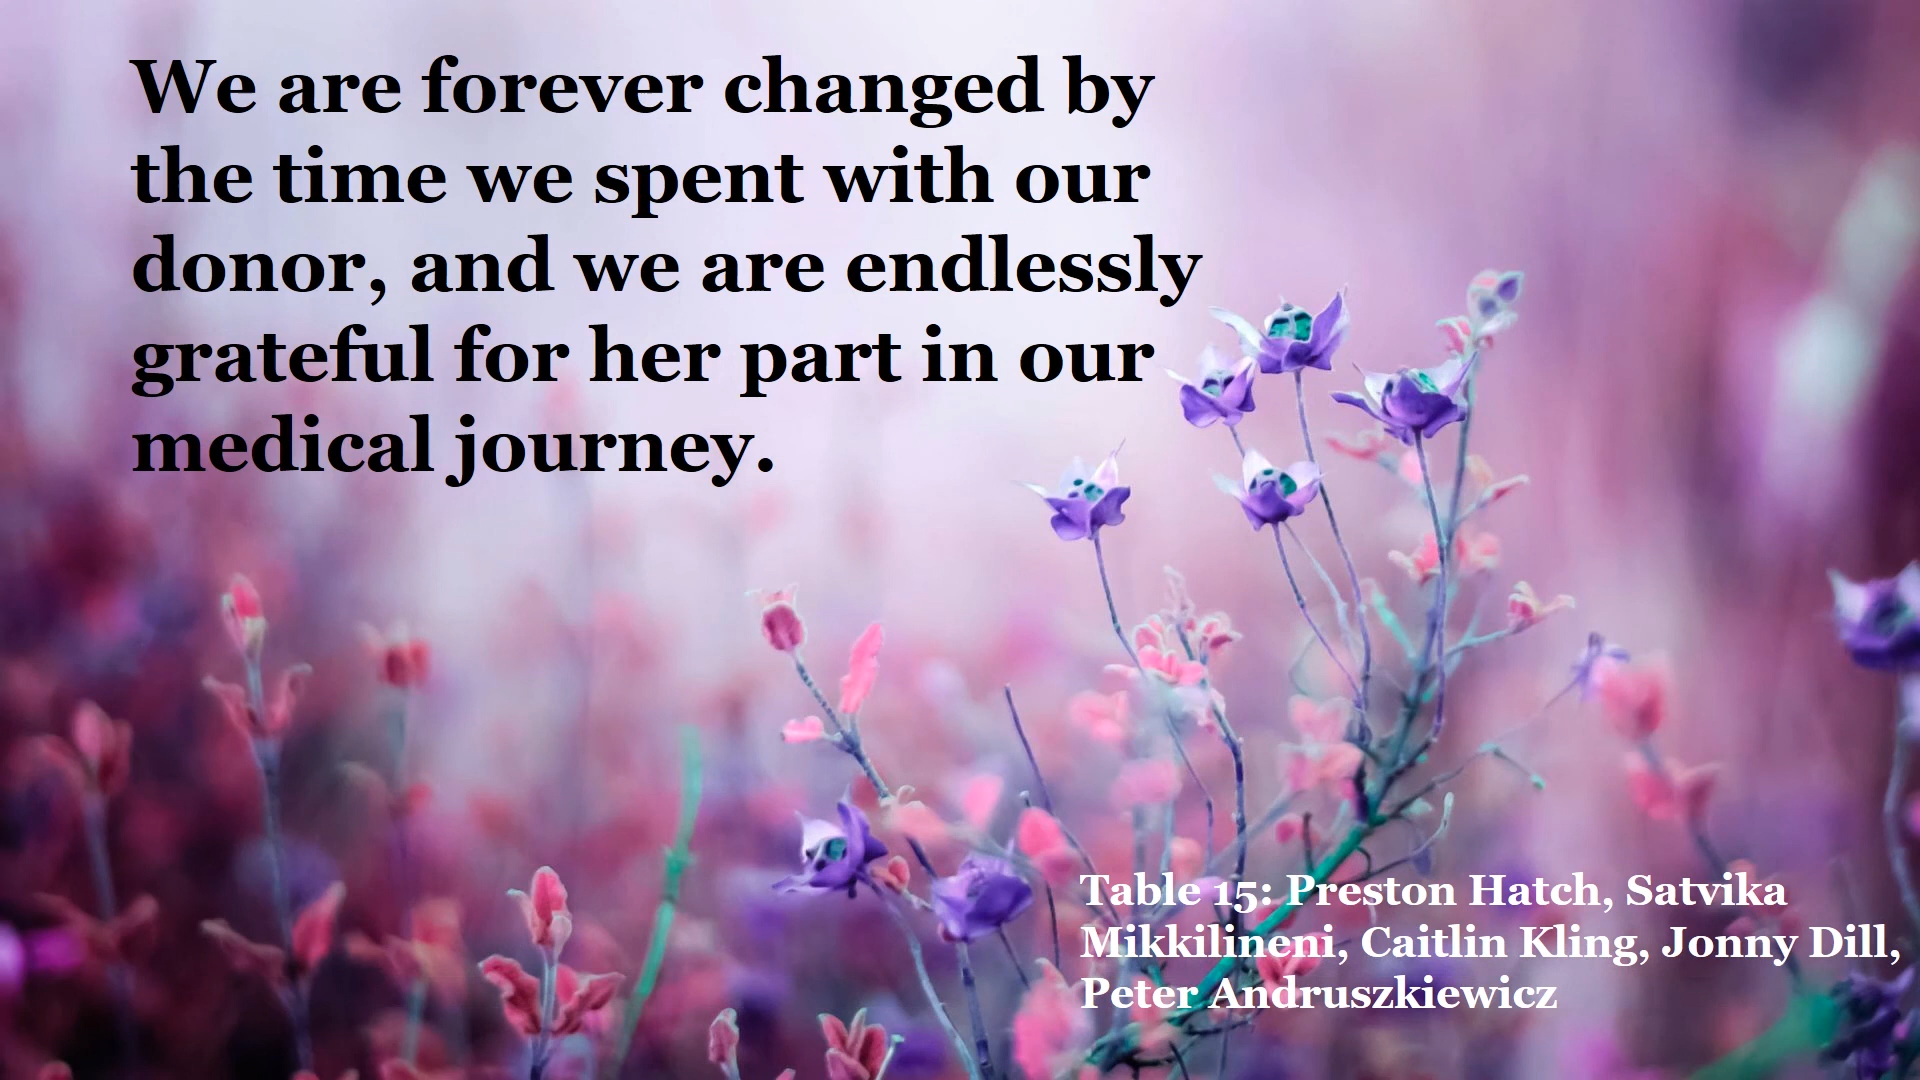 We are forever changed by
the time we spent with our
donor, and we are endlessly
grateful for her part in our
medical journey.
Table 15: Preston Hatch, Satvika
Mikkilineni, Caitlin Kling, Jonny Dill,
Peter Andruszkiewicz